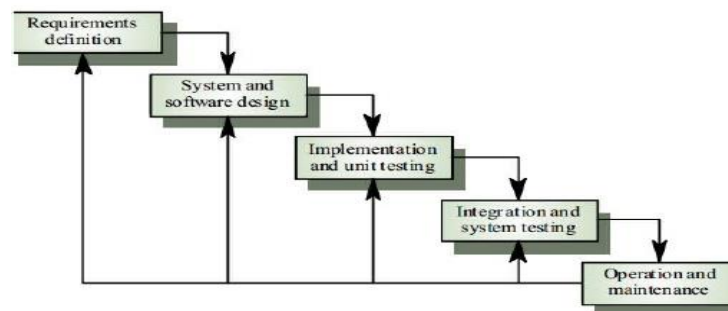 Requirements
definition
System and
software design
Implementation
and unit testing
Integration and
system testing
Operation and
maintenance